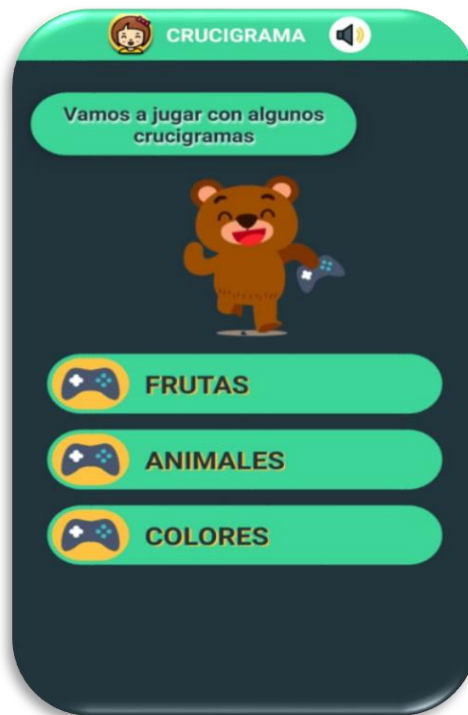 CRUCIGRAMA
Vamos a jugar con algunos
crucigramas
FRUTAS
ANIMALES
COLORES